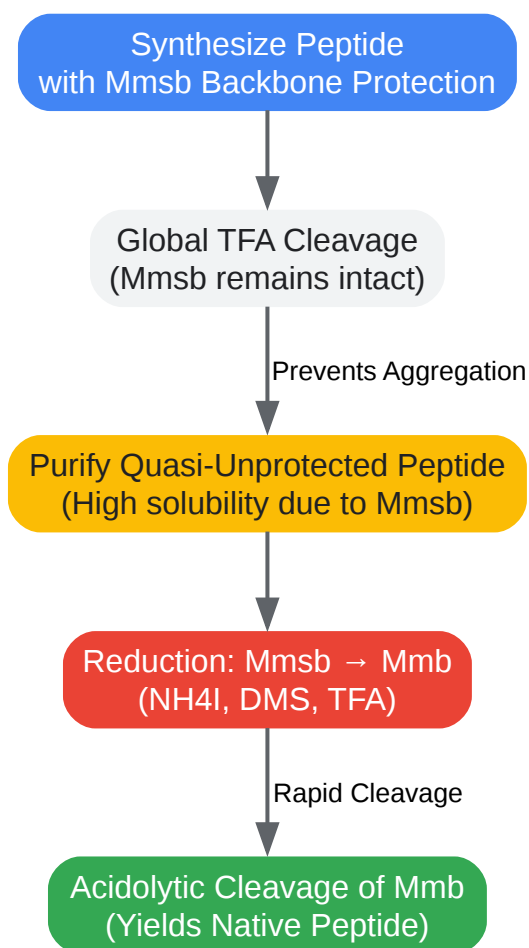 Synthesize Peptide
with Mmsb Backbone Protection
Global TFA Cleavage
(Mmsb remains intact)
Prevents Aggregation
Purify Quasi-Unprotected Peptide
(High solubility due to Mmsb)
Reduction: Mmsb → Mmb
(NH4I, DMS, TFA)
Rapid Cleavage
Acidolytic Cleavage of Mmb
(Yields Native Peptide)